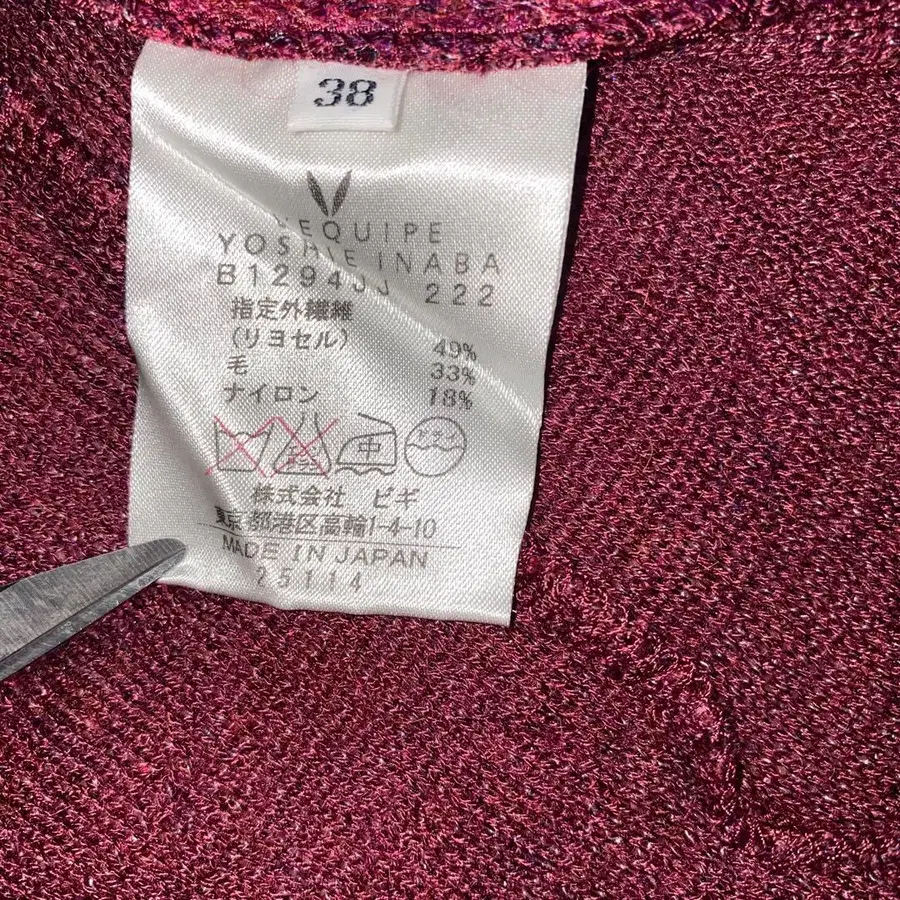 38
L'EQUIPE
YOSHIE INABA
B1294JJ 222
指定外繊維
(リヨセル) 49%
毛 33%
ナイロン 18%
中
株式会社 ビギ
東京都港区高輪1-4-10
MADE IN JAPAN
25114